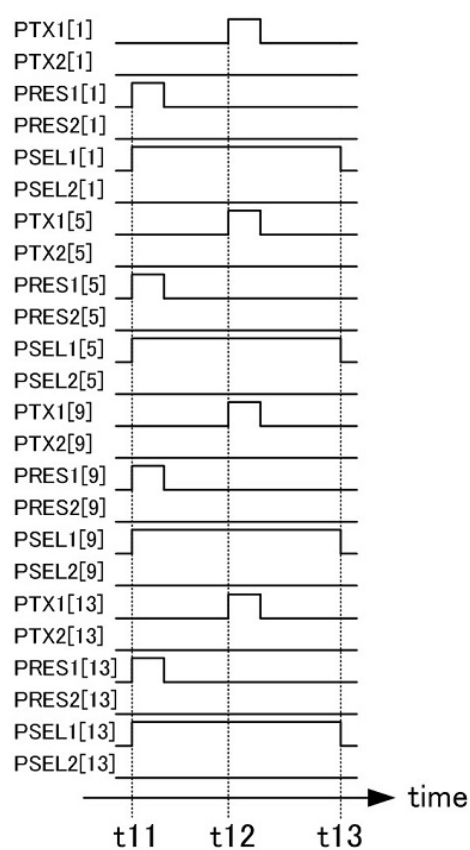 PTX1[1]
PTX2[1]
PRES1[1]
PRES2[1]
PSEL1[1]
PSEL2[1]
PTX1[5]
PTX2[5]
PRES1[5]
PRES2[5]
PSEL1[5]
PSEL2[5]
PTX1[9]
PTX2[9]
PRES1[9]
PRES2[9]
PSEL1[9]
PSEL2[9]
PTX1[13]
PTX2[13]
PRES1[13]
PRES2[13]
PSEL1[13]
PSEL2[13]
time
t11 t12 t13